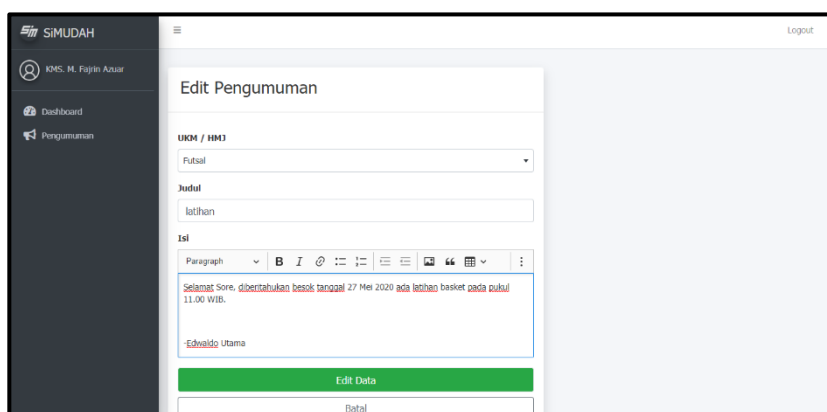 Sm SiMUDAH
Logout
KMS. M. Fajrin Azuar
Dashboard
Pengumuman
Edit Pengumuman
UKM / HMJ
Futsal
Judul
latihan
Isi
Paragraph
Selamat Sore, diberitahukan besok tanggal 27 Mei 2020 ada latihan basket pada pukul
11.00 WIB.
-Edwaldo Utama
Edit Data
Batal